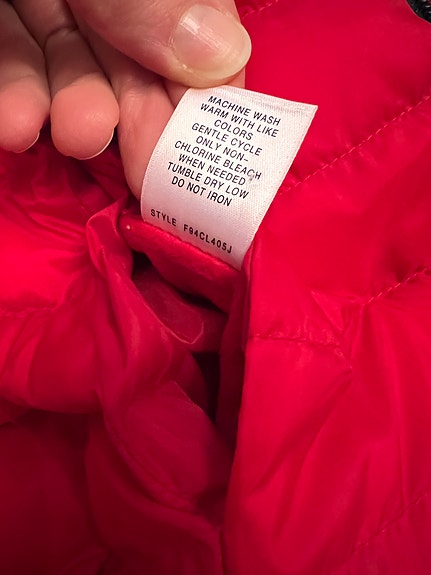 MACHINE WASH
WARM WITH LIKE
COLORS
GENTLE CYCLE
ONLY NON-
CHLORINE BLEACH
WHEN NEEDED
TUMBLE DRY LOW
DO NOT IRON
STYLE F94CL405J